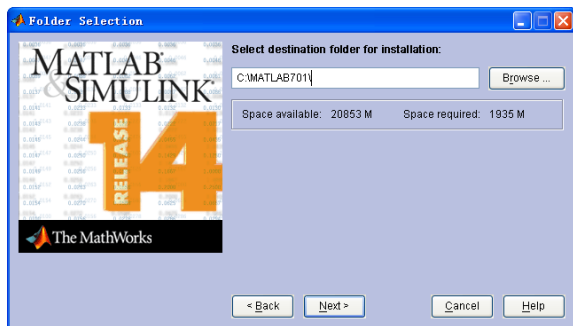 Folder Selection
MATLAB
& SIMULINK
RELEASE
14
The MathWorks
Select destination folder for installation:
C:\MATLAB701\
Browse ...
Space available: 20853 M Space required: 1935 M
< Back Next > Cancel Help